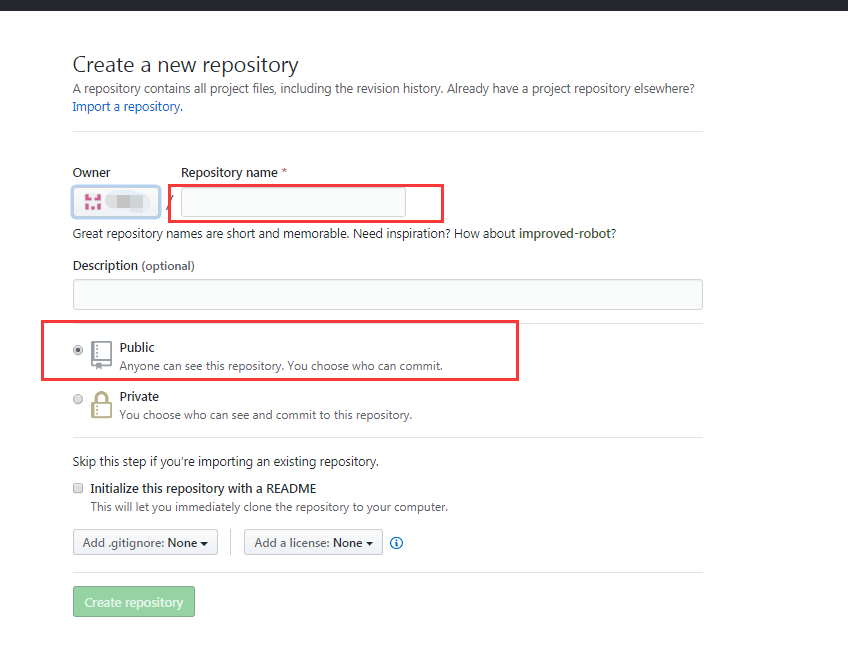 Create a new repository
A repository contains all project files, including the revision history. Already have a project repository elsewhere?
Import a repository.
Owner
Repository name *
/
Great repository names are short and memorable. Need inspiration? How about improved-robot?
Description (optional)
Public
Anyone can see this repository. You choose who can commit.
Private
You choose who can see and commit to this repository.
Skip this step if you're importing an existing repository.
Initialize this repository with a README
This will let you immediately clone the repository to your computer.
Add .gitignore: None
Add a license: None
Create repository